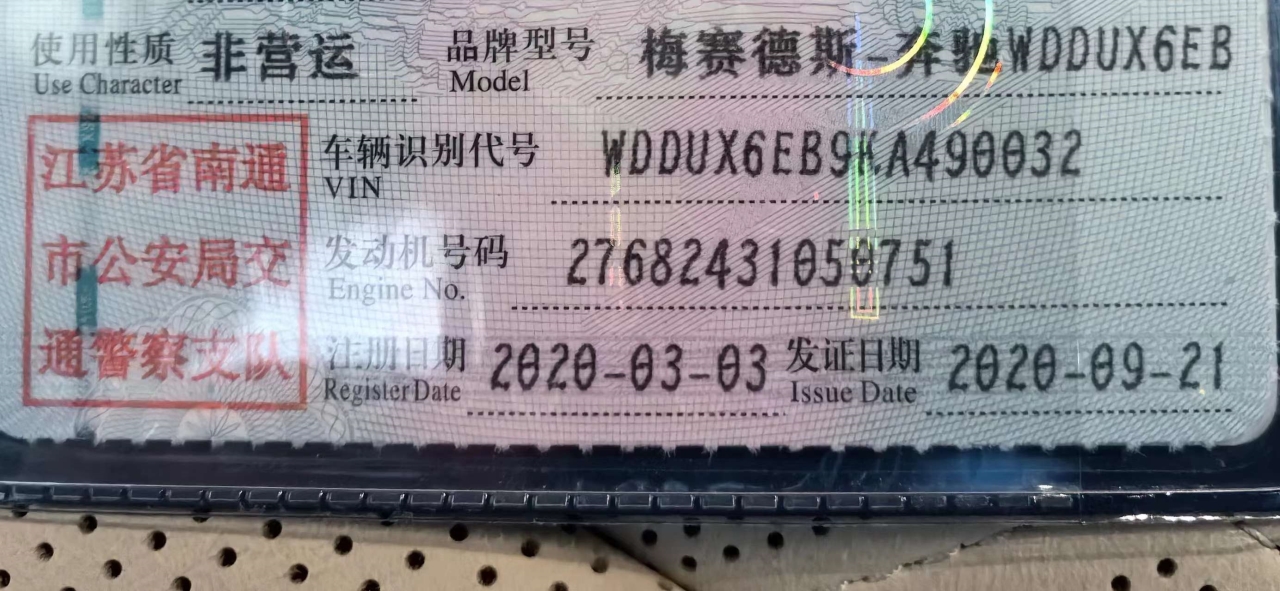 使用性质 非营运 品牌型号 梅赛德斯-奔驰WDDUX6EB
Use Character Model
江苏省南通
车辆识别代号 WDDUX6EB9KA490032
VIN
市公安局交
发动机号码 27682431050751
Engine No.
通警察支队
注册日期 2020-03-03 发证日期 2020-09-21
Register Date Issue Date